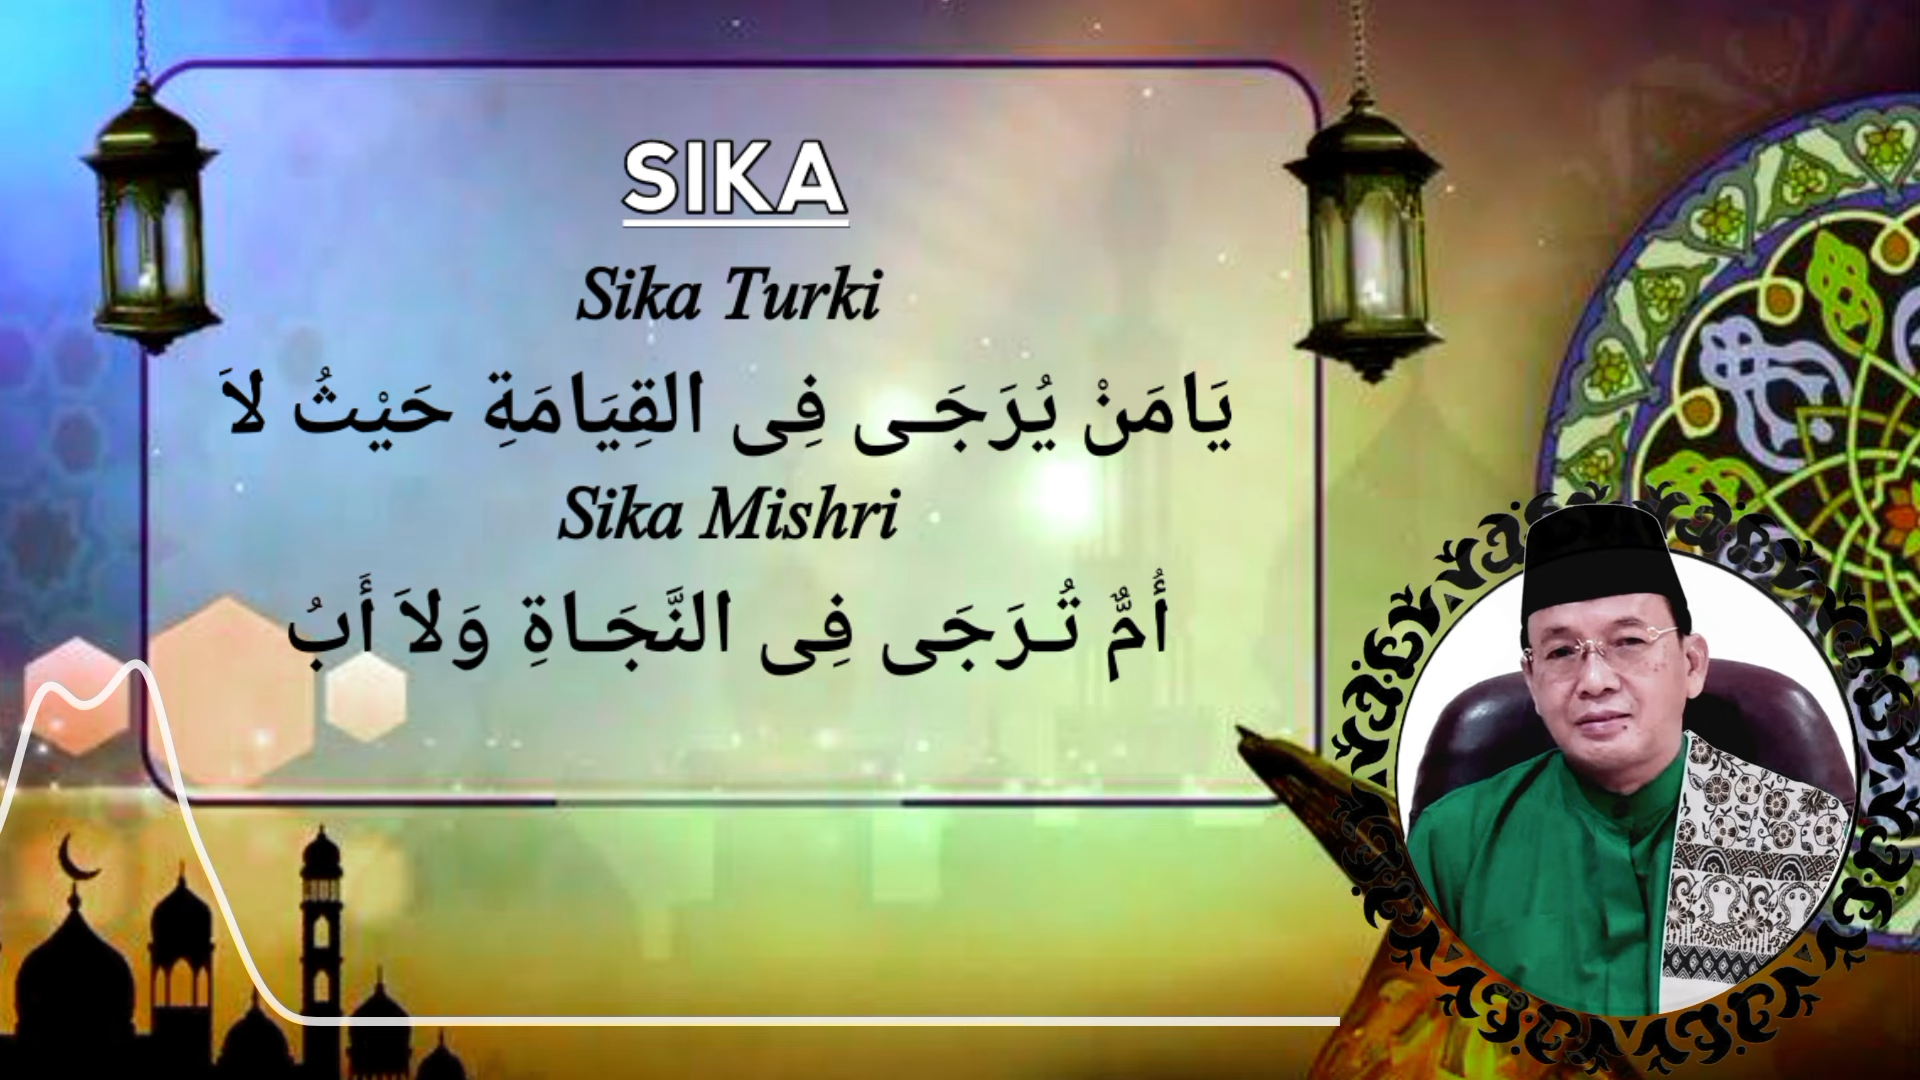 SIKA
Sika Turki
يَامَنْ يُرَجَى فِى القِيَامَةِ حَيْثُ لاَ
Sika Mishri
أُمٌّ تُرَجَى فِى النَّجَاةِ وَلاَ أَبُ